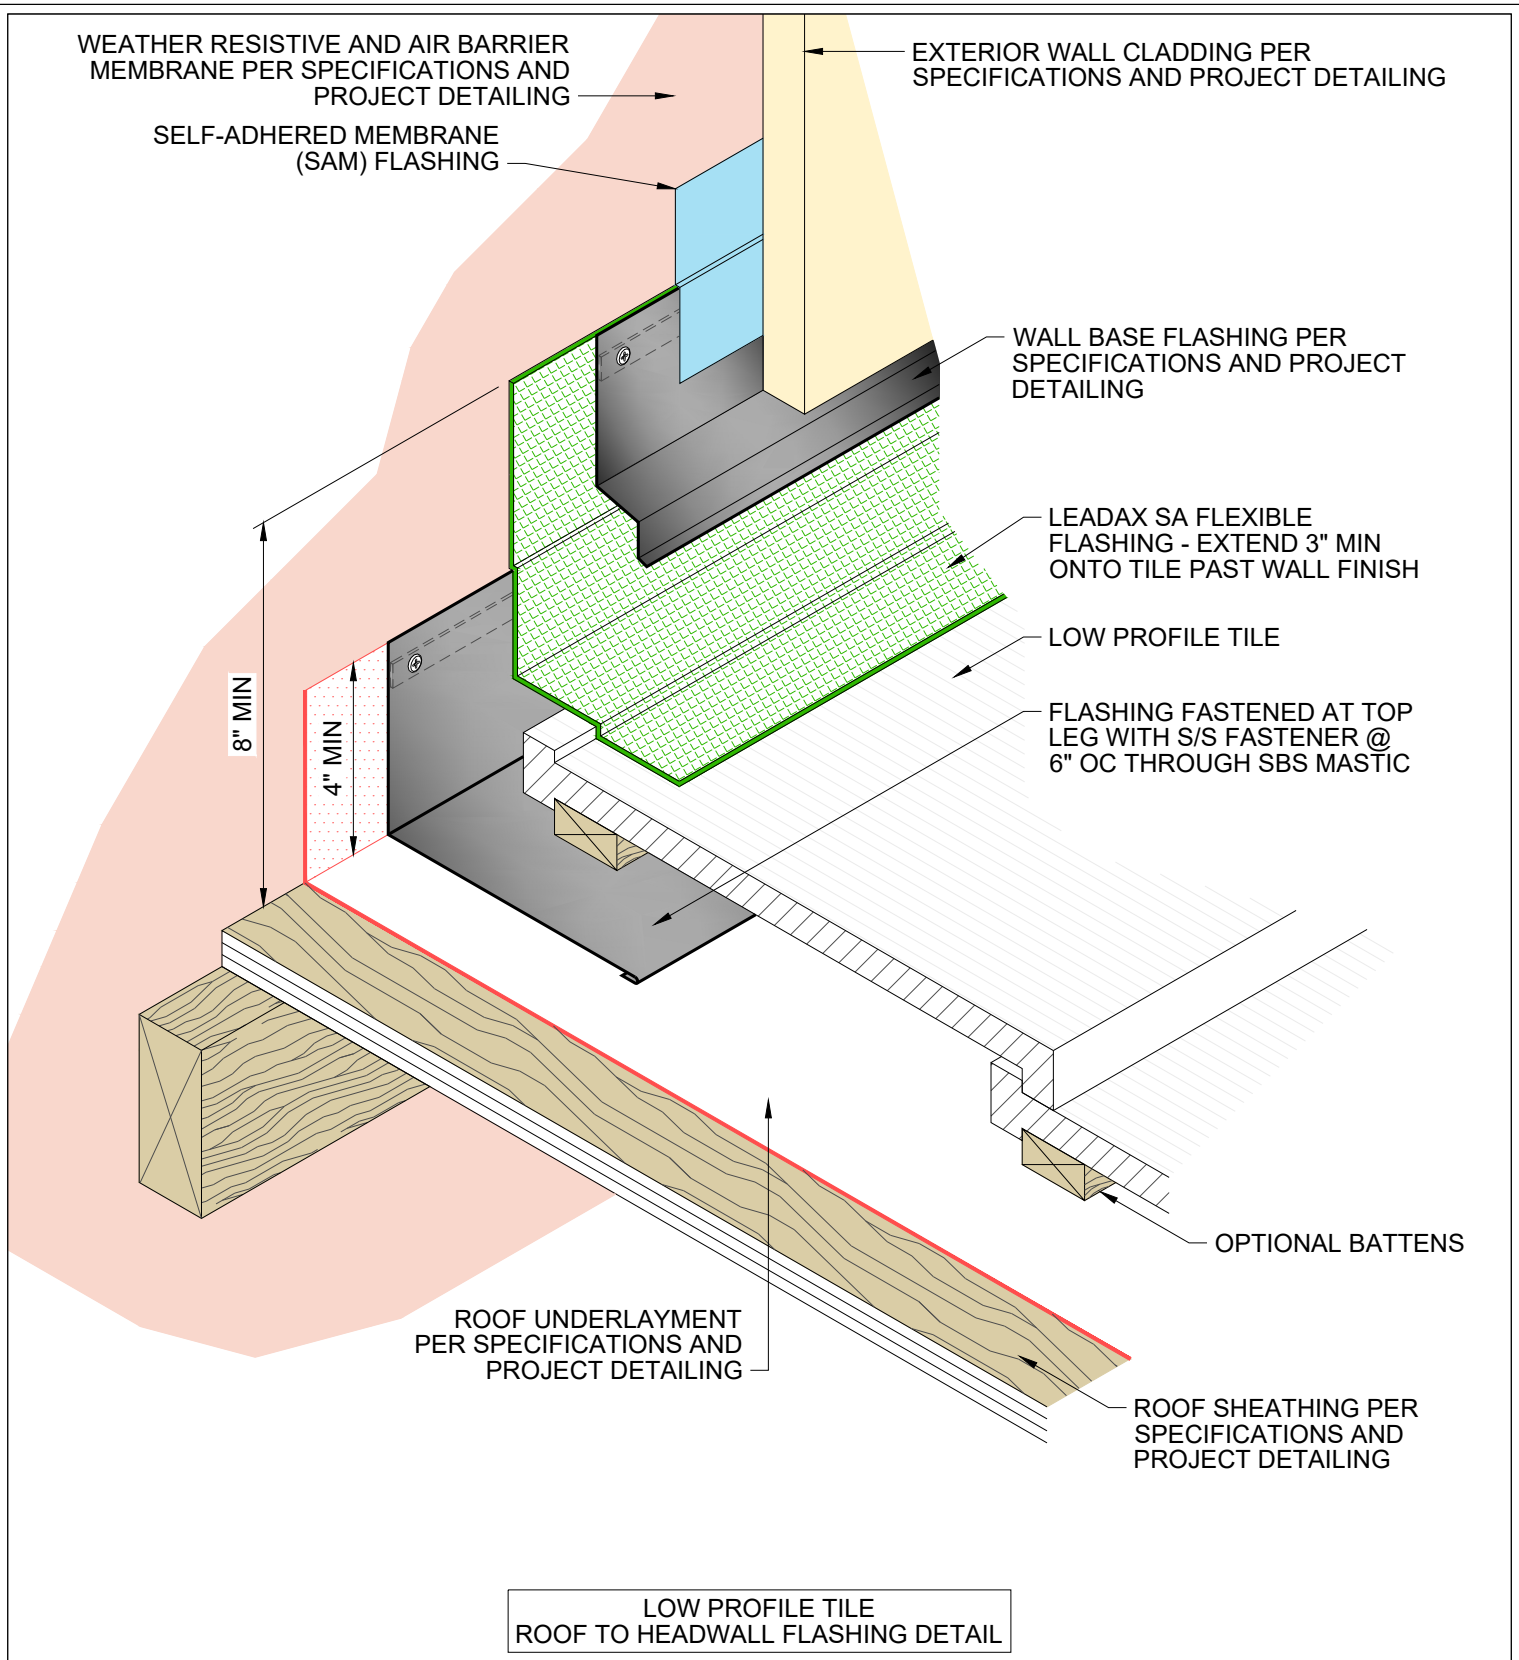 WEATHER RESISTIVE AND AIR BARRIER
MEMBRANE PER SPECIFICATIONS AND
PROJECT DETAILING
SELF-ADHERED MEMBRANE
(SAM) FLASHING
EXTERIOR WALL CLADDING PER
SPECIFICATIONS AND PROJECT DETAILING
WALL BASE FLASHING PER
SPECIFICATIONS AND PROJECT
DETAILING
LEADAX SA FLEXIBLE
FLASHING - EXTEND 3" MIN
ONTO TILE PAST WALL FINISH
LOW PROFILE TILE
FLASHING FASTENED AT TOP
LEG WITH S/S FASTENER @
6" OC THROUGH SBS MASTIC
8" MIN
4" MIN
OPTIONAL BATTENS
ROOF UNDERLAYMENT
PER SPECIFICATIONS AND
PROJECT DETAILING
ROOF SHEATHING PER
SPECIFICATIONS AND
PROJECT DETAILING
LOW PROFILE TILE
ROOF TO HEADWALL FLASHING DETAIL